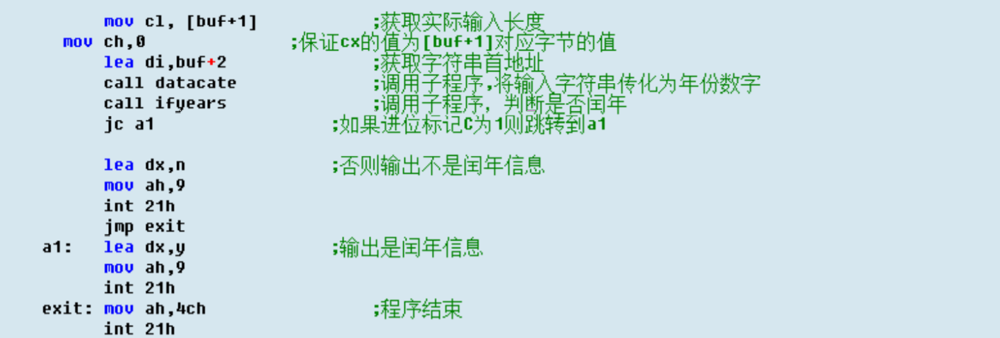 mov cl, [buf+1] ;获取实际输入长度
mov ch,0 ;保证cx的值为[buf+1]对应字节的值
lea di,buf+2 ;获取字符串首地址
call datacate ;调用子程序,将输入字符串传化为年份数字
call ifyears ;调用子程序，判断是否闰年
jc a1 ;如果进位标记C为1则跳转到a1
lea dx,n ;否则输出不是闰年信息
mov ah,9
int 21h
jmp exit
a1: lea dx,y ;输出是闰年信息
mov ah,9
int 21h
exit: mov ah,4ch ;程序结束
int 21h